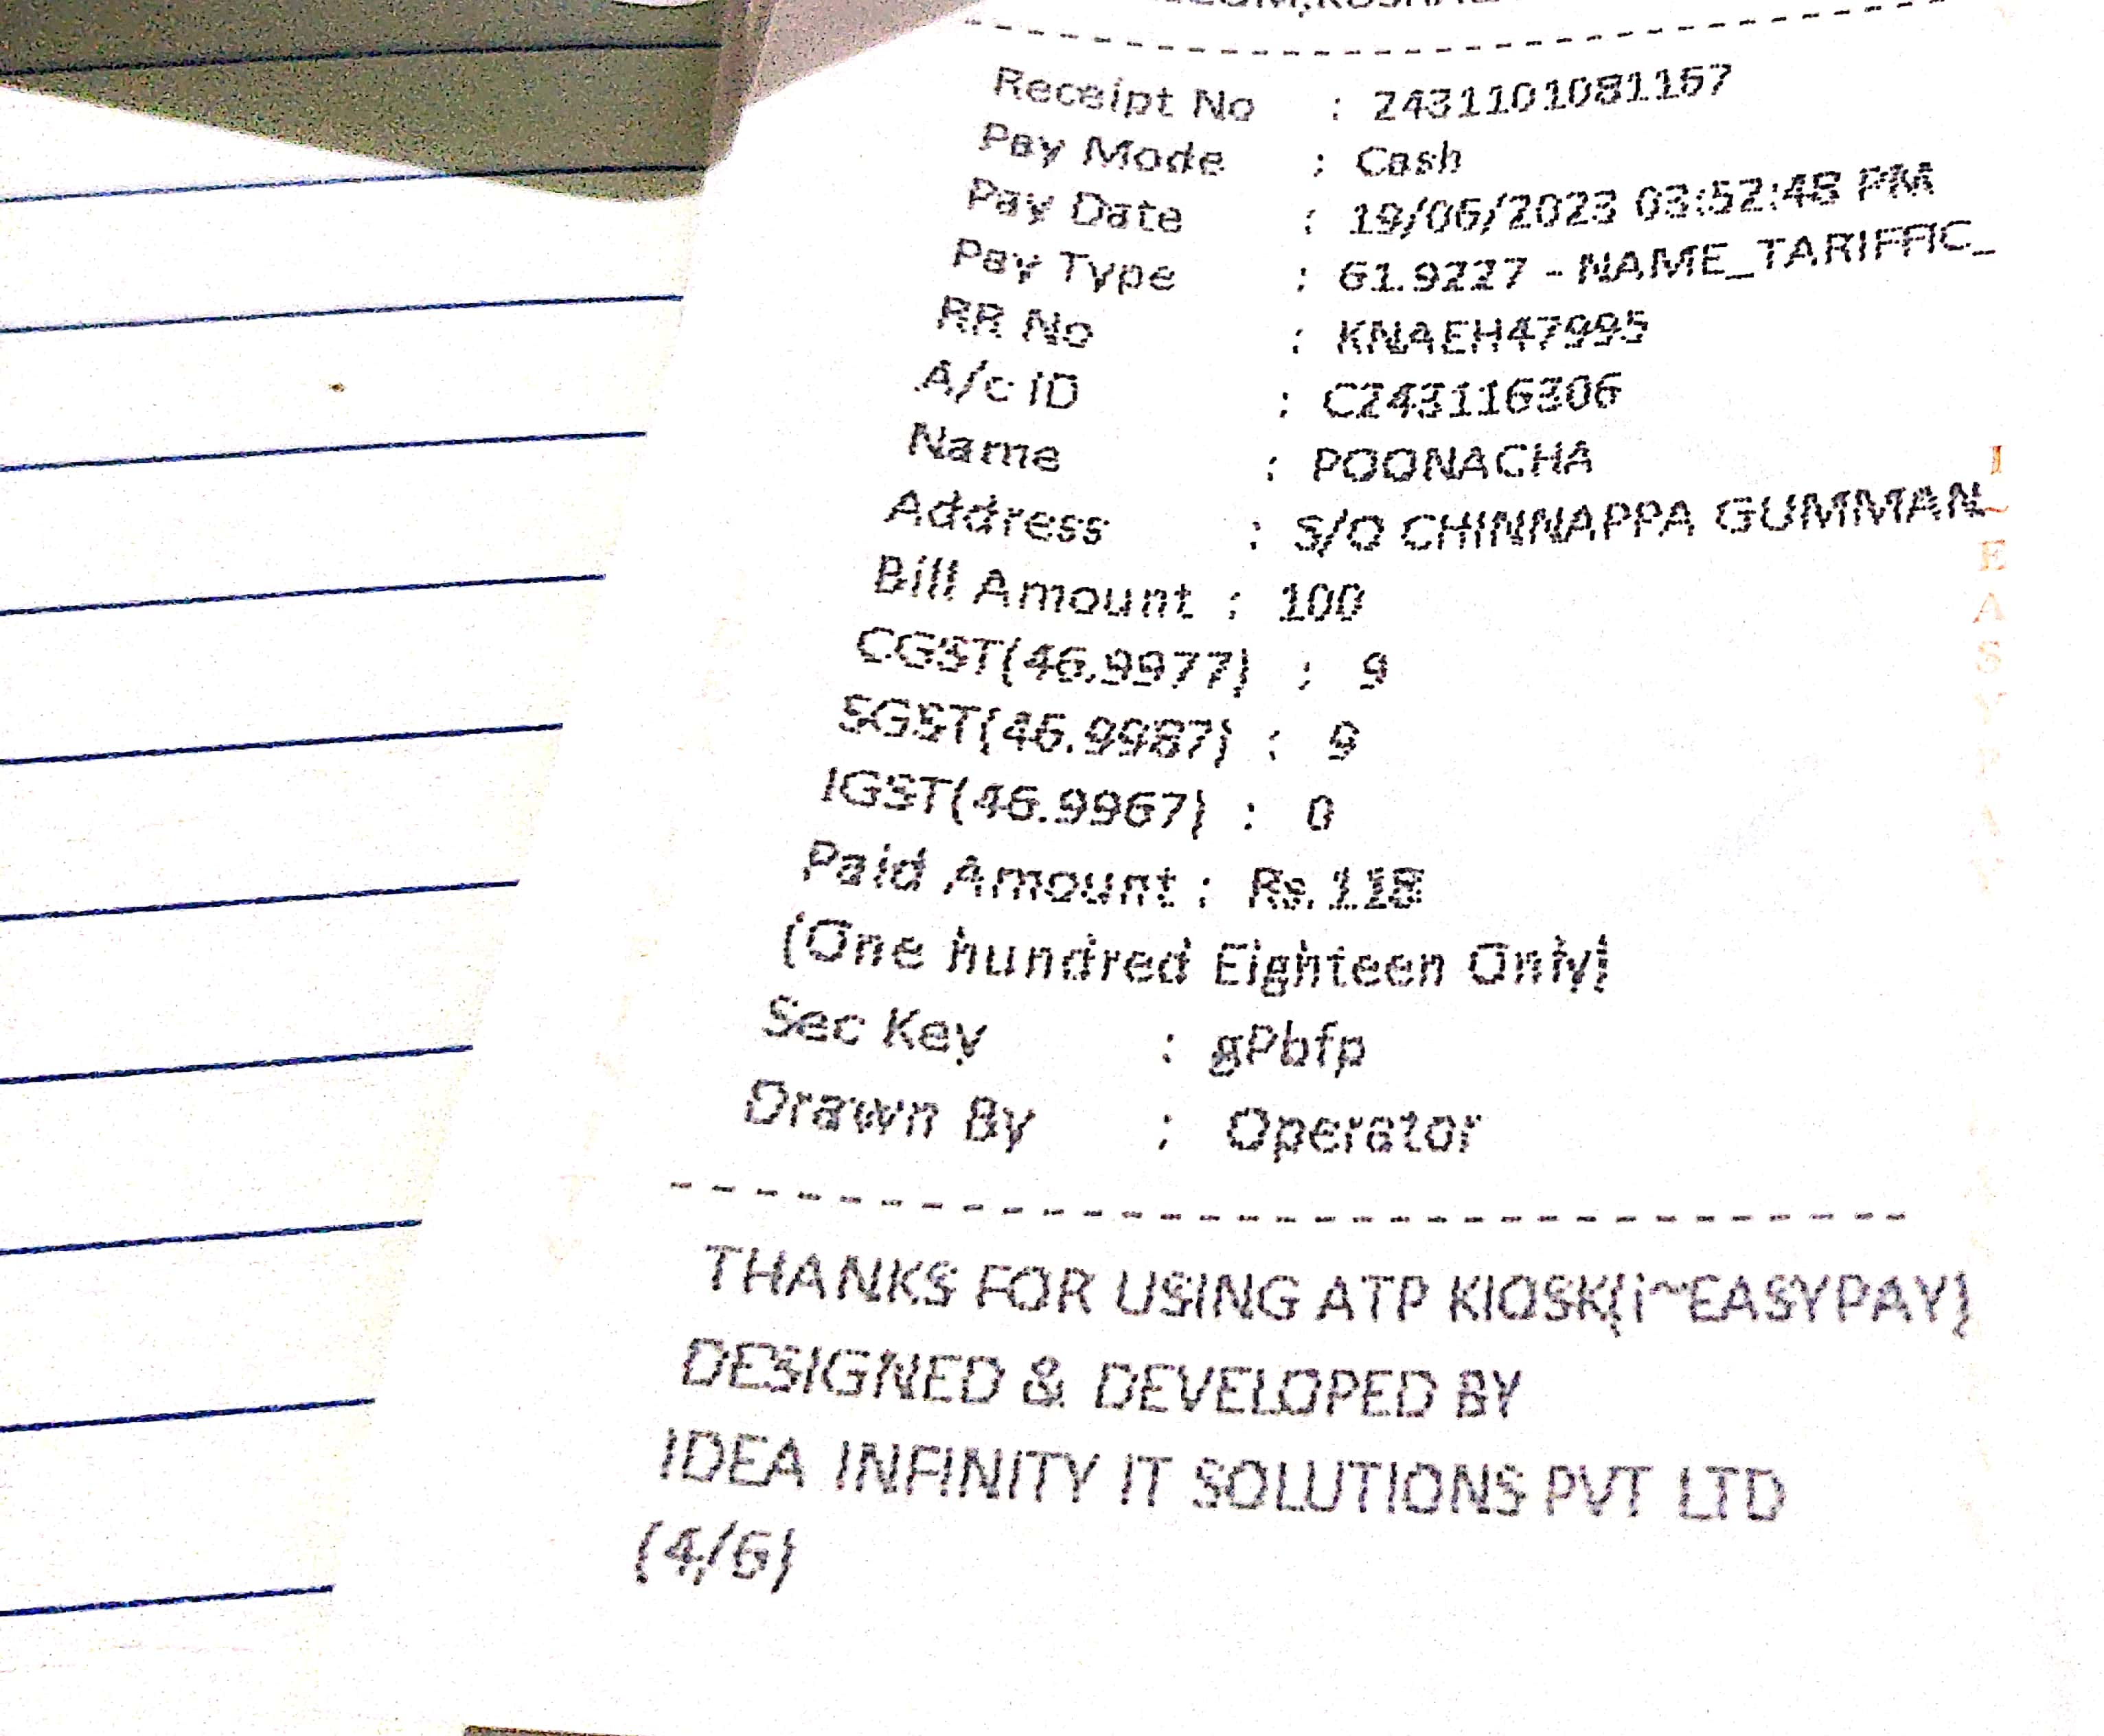 Receipt No : 2431101081167
Pay Mode : Cash
Pay Date : 19/06/2023 03:52:48 PM
Pay Type : 61.9227 - NAME_TARIFFIC_
RR No : KNAEH47995
A/c ID : C243116306
Name : POONACHA
Address : S/O CHINNAPPA GUMMAN
Bill Amount : 100
CGST(46.9977) : 9
SGST(46.9987) : 9
IGST(46.9967) : 0
Paid Amount : Rs.118
(One hundred Eighteen Only)
Sec Key : gPbfp
Drawn By : Operator
THANKS FOR USING ATP KIOSK(i~EASYPAY)
DESIGNED & DEVELOPED BY
IDEA INFINITY IT SOLUTIONS PVT LTD
(4/6)
I~EASYPAY